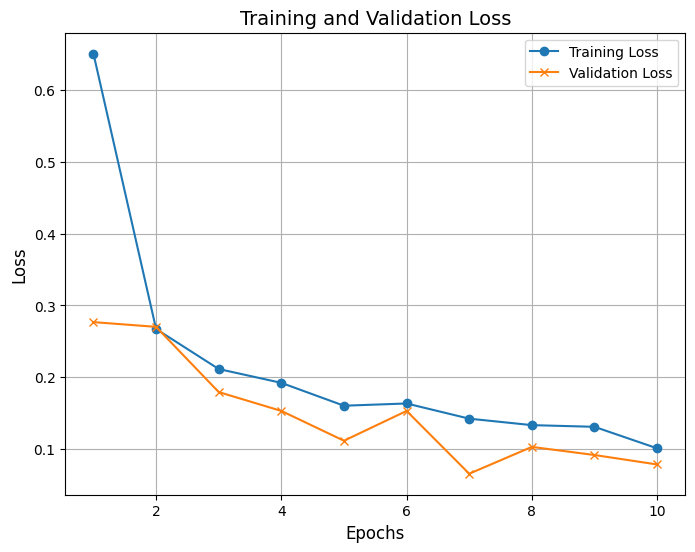 Training and Validation Loss
Training Loss
Validation Loss
Loss
0.6
0.5
0.4
0.3
0.2
0.1
2 4 6 8 10
Epochs